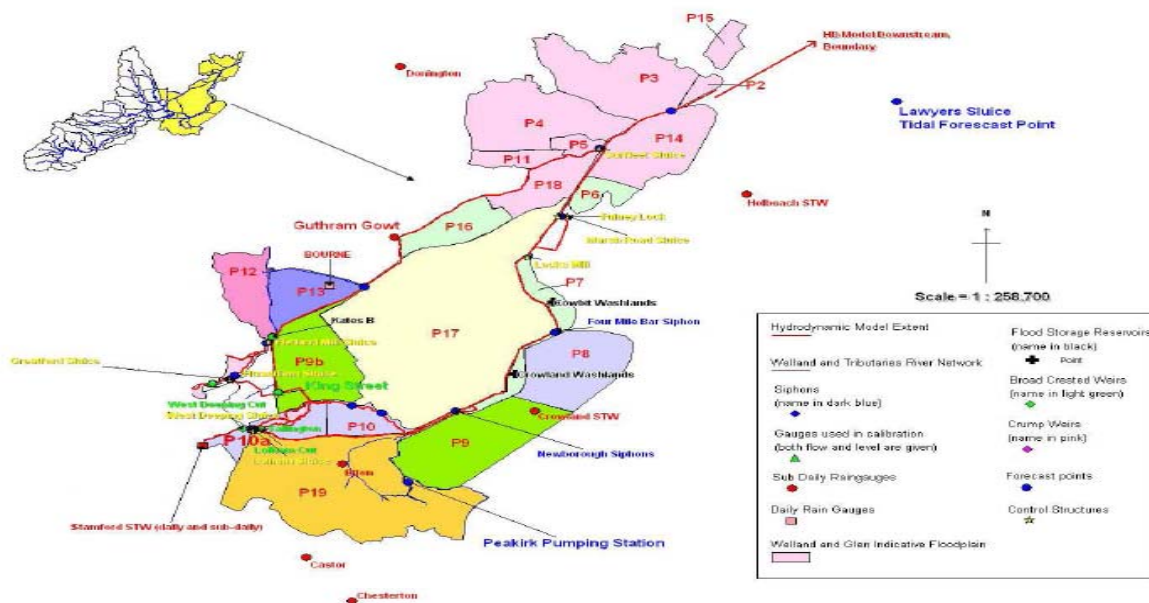 P15
HD Model Downstream
Boundary
P3
P2
Donington
Lawyers Sluice
Tidal Forecast Point
P4
P14
P5
Surfleet Sluice
P11
P18
P6
Holbeach STW
Fulney Lock
Marsh Road Sluice
Guthram Gowt
P16
N
BOURNE
Locks Mill
P12
P13
P7
Scale = 1 : 258,700
Cowbit Washlands
Kates B
Four Mile Bar Siphon
P17
Greatford Sluice
P9b
P8
King Street
Crowland Washlands
West Deeping Cut
West Deeping Sluice
P10
Crowland STW
P10a
P9
Lolham Cut
Newborough Siphons
Etton
P19
Stamford STW (daily and sub-daily)
Peakirk Pumping Station
Castor
Chesterton
Hydrodynamic Model Extent
Welland and Tributaries River Network
Siphons
(name in dark blue)
Gauges used in calibration
(both flow and level are given)
Sub Daily Raingauges
Daily Rain Gauges
Welland and Glen Indicative Floodplain
Flood Storage Reservoirs
(name in black)
Point
Broad Crested Weirs
(name in light green)
Crump Weirs
(name in pink)
Forecast points
Control Structures